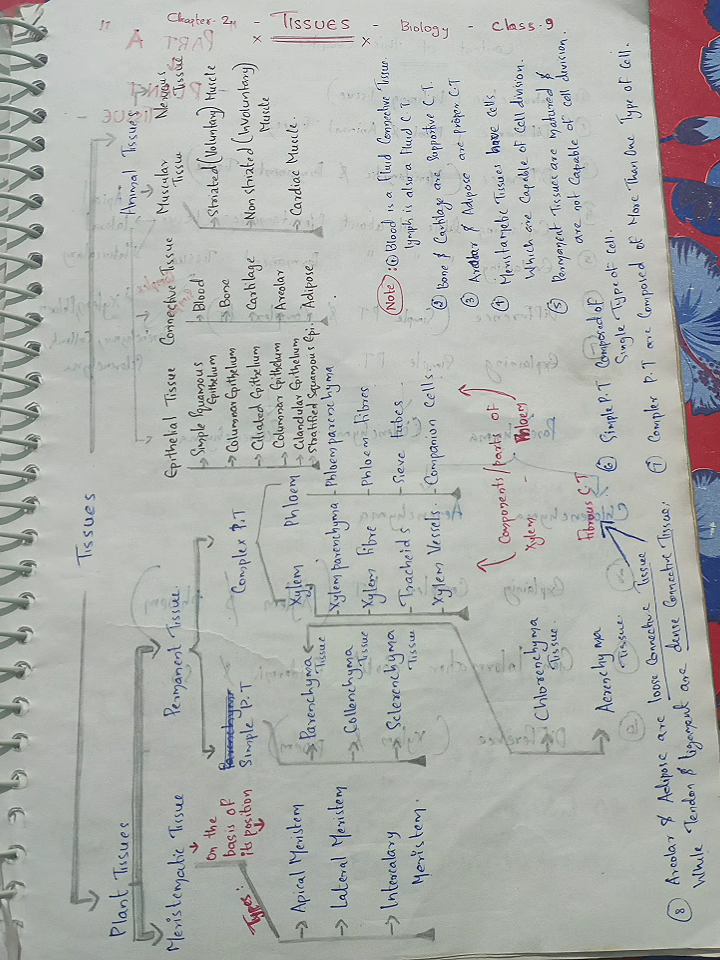 Chapter-2 - TISSUES - Biology - Class-9
Tissues
Plant Tissues
Animal Tissues
Meristematic Tissue
Permanent Tissue
On the
basis of
its position
Types:
→ Apical Meristem
→ Lateral Meristem
→ Intercalary
Meristem.
Simple P.T
Complex P.T
→ Parenchyma
Tissue
→ Collenchyma
Tissue
→ Sclerenchyma
Tissue
→ Chlorenchyma
Tissue.
→ Aerenchyma
Tissue.
Xylem
Phloem
Xylem parenchyma
Xylem Fibre
Tracheids
Xylem Vessels.
Phloem parenchyma
Phloem Fibres
Sieve tubes
Companion Cells.
Components/parts of
Xylem
Phloem
Epithelial Tissue
→ Simple Squamous
Epithelium
→ Columnar Epithelium
→ Ciliated Epithelium
→ Columnar Epithelium
→ Glandular Epithelium
→ Stratified Squamous Epi..
Connective Tissue
→ Blood
→ Bone
→ Cartilage
→ Areolar
→ Adipose.
Muscular
Tissue
→ Striated (Voluntary) Muscle
→ Non striated (Involuntary)
Muscle
→ Cardiac Muscle.
Nervous
Tissue
Note: ① Blood is a Fluid Connective Tissue.
lymph is also a Fluid C.T.
② Bone & Cartilage are Supportive C.T.
③ Areolar & Adipose are proper C.T
④ Meristamatic Tissues have Cells.
Which are Capable of Cell division.
⑤ Permanent Tissues are matured &
are not Capable of cell division.
⑥ Simple P.T Composed of
Single Type of Cell.
⑦ Complex P.T are Composed of More Than One Type of Cell.
Fibrous C.T
⑧ Areolar & Adipose are loose Connective Tissue
While Tendon & ligament are dense Connective Tissue.